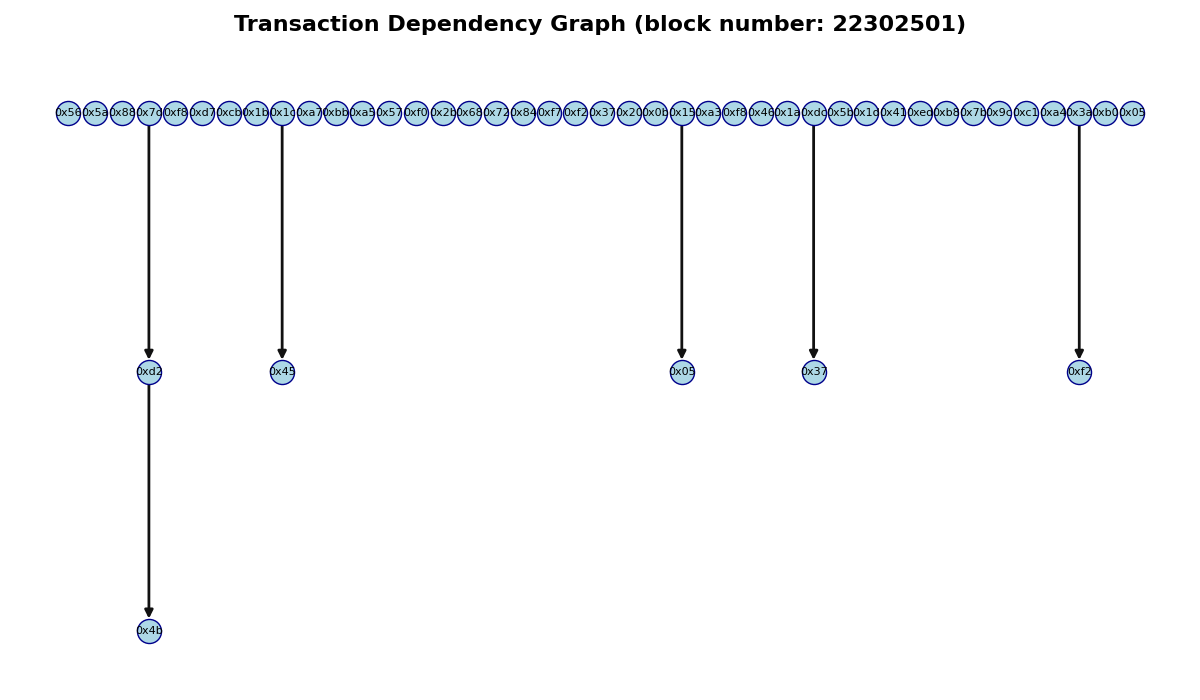 Transaction Dependency Graph (block number: 22302501)
0x56 0x5a 0x88 0x7c 0xf8 0xd7 0xcb 0x1b 0x1c 0xa7 0xbb 0xa5 0x57 0xf0 0x2b 0x68 0x72 0x84 0xf7 0xf2 0x37 0x20 0x0b 0x15 0xa3 0xf8 0x46 0x1a 0xdc 0x5b 0x1c 0x41 0xed 0xb8 0x7b 0x9c 0xc1 0xa4 0x3a 0xb0 0x05
0xd2 0x45 0x05 0x37 0xf2
0x4b